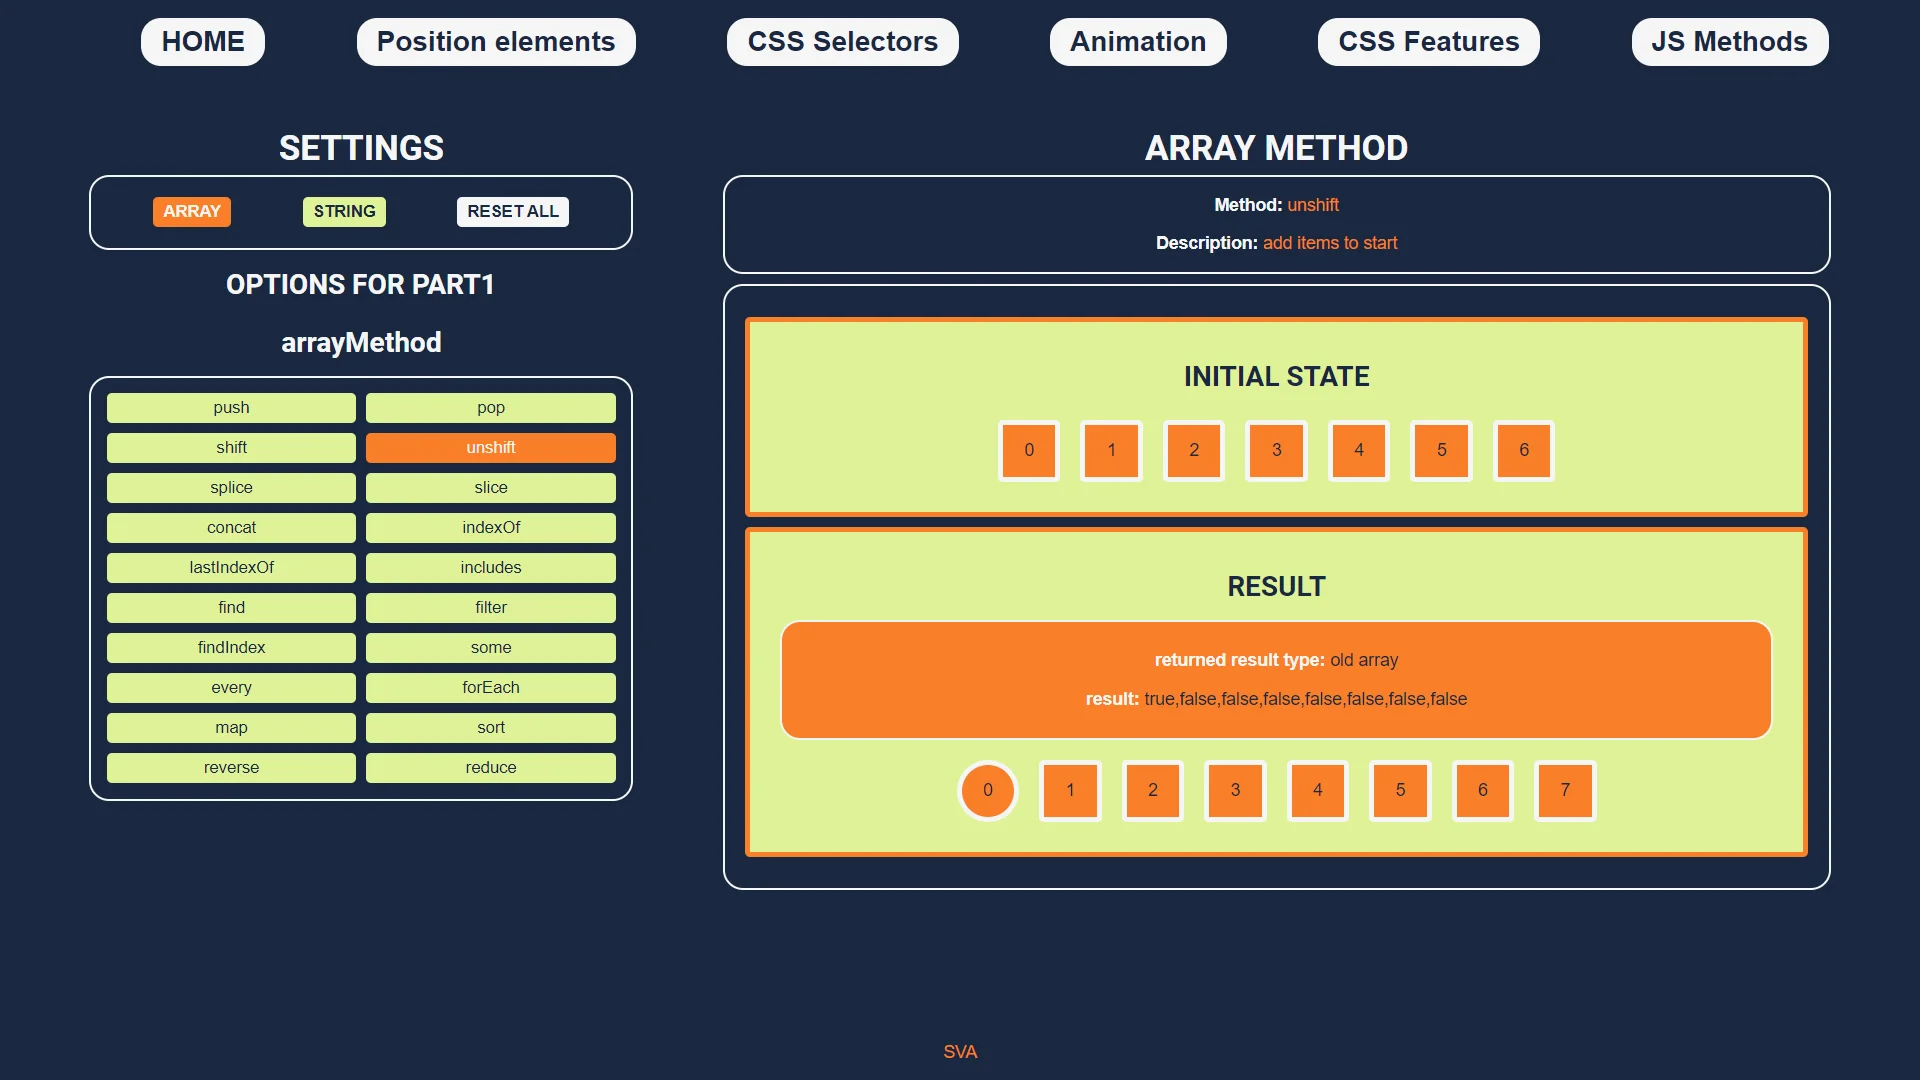 HOME Position elements CSS Selectors Animation CSS Features JS Methods
SETTINGS
ARRAY STRING RESET ALL
OPTIONS FOR PART1
arrayMethod
push pop
shift unshift
splice slice
concat indexOf
lastIndexOf includes
find filter
findIndex some
every forEach
map sort
reverse reduce
ARRAY METHOD
Method: unshift
Description: add items to start
INITIAL STATE
0 1 2 3 4 5 6
RESULT
returned result type: old array
result: true,false,false,false,false,false,false,false
0 1 2 3 4 5 6 7
SVA